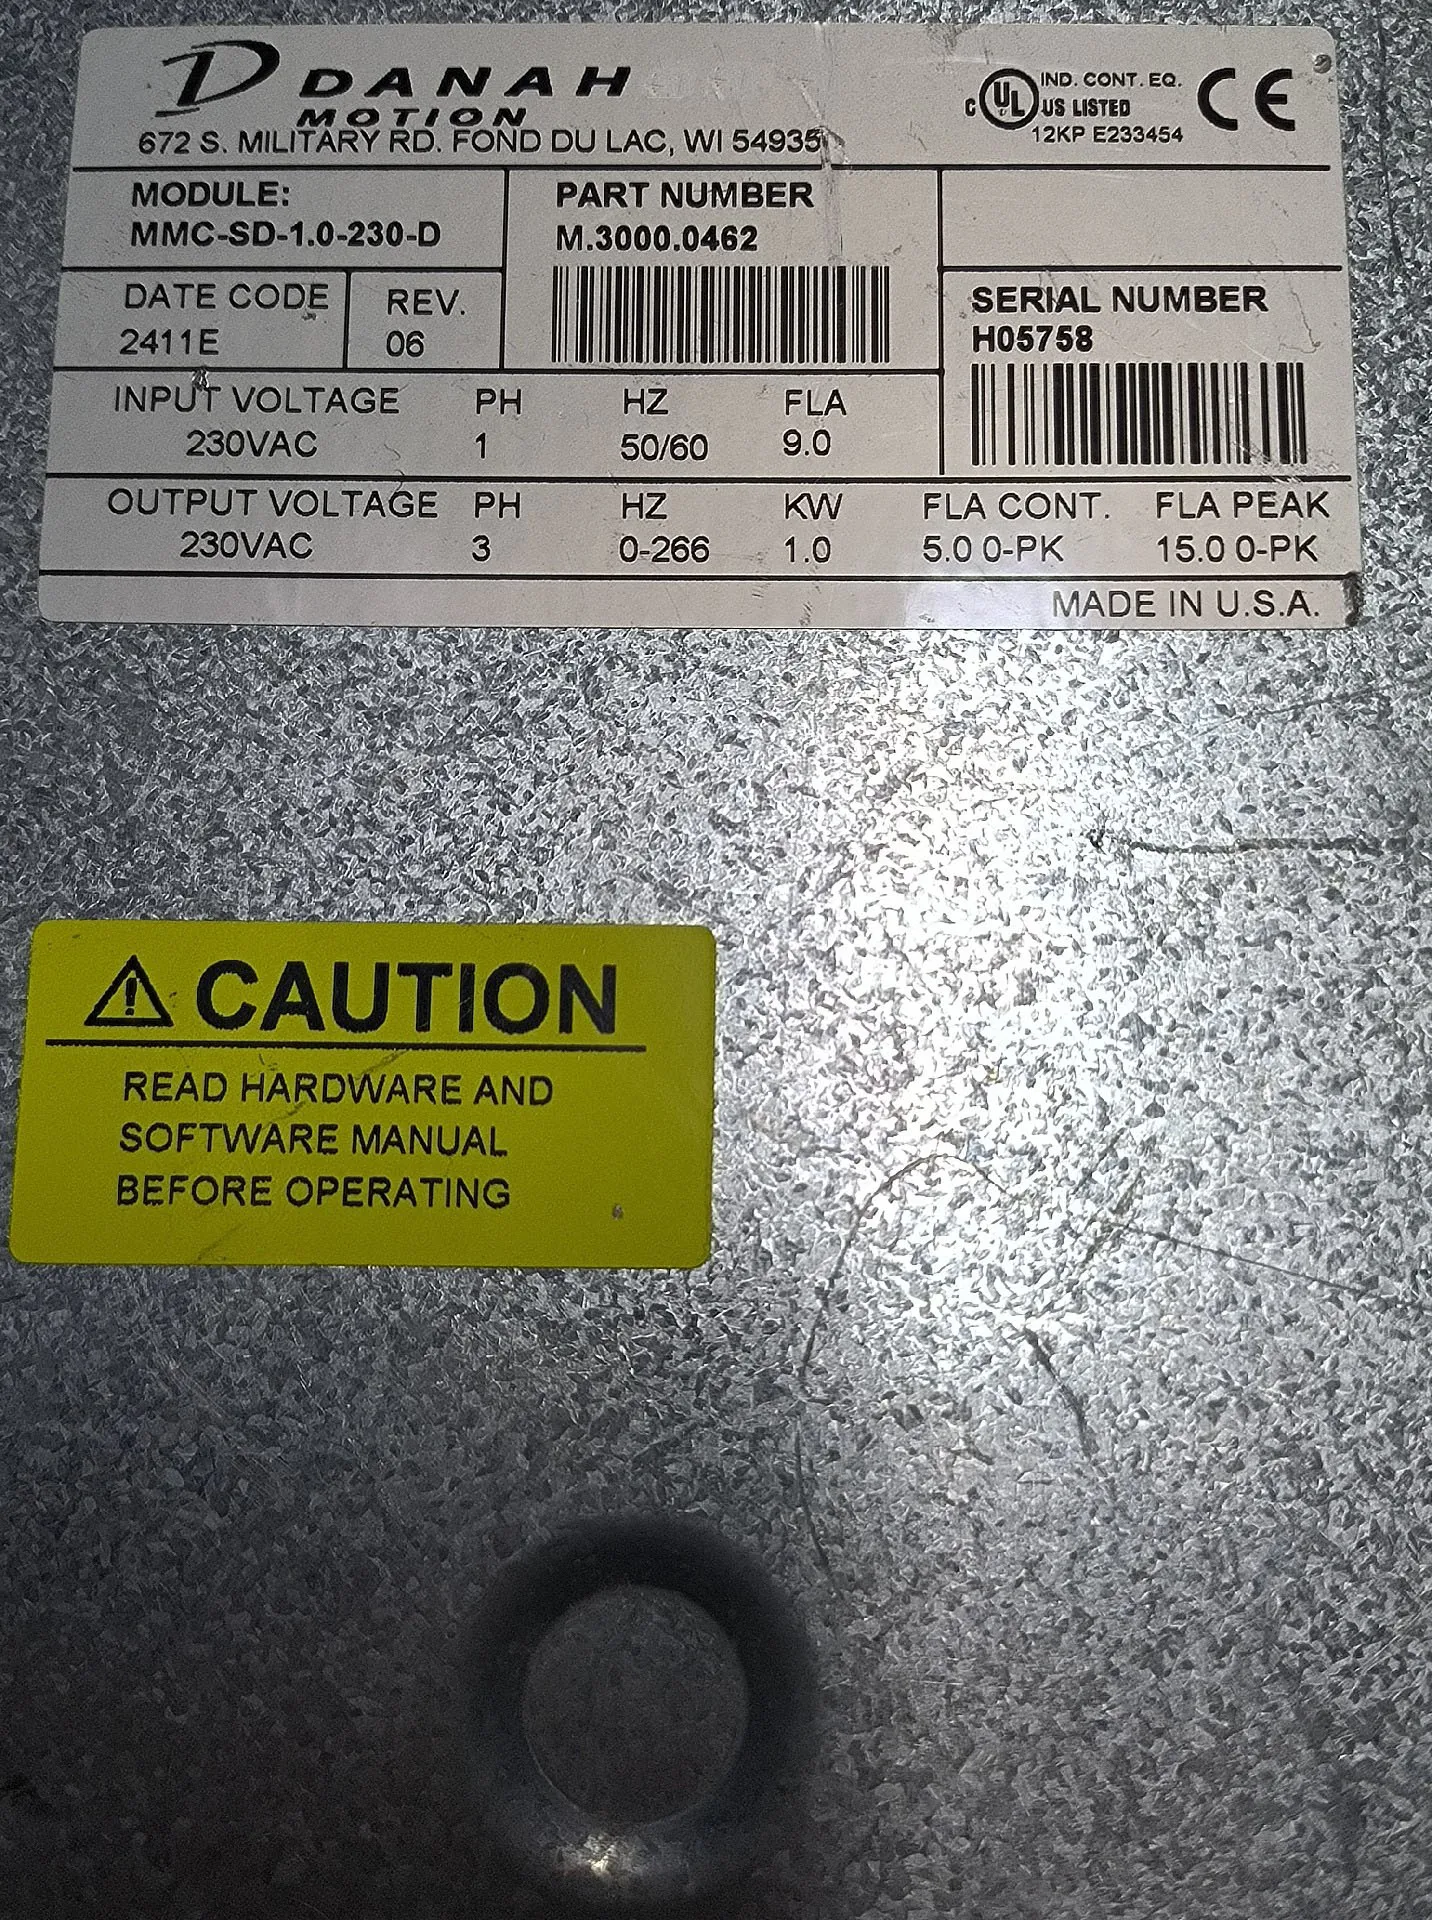 DANAH
MOTION
672 S. MILITARY RD. FOND DU LAC, WI 54935
C UL US LISTED
IND. CONT. EQ.
12KP E233454
CE
MODULE:
MMC-SD-1.0-230-D
PART NUMBER
M.3000.0462
DATE CODE
2411E
REV.
06
SERIAL NUMBER
H05758
INPUT VOLTAGE PH HZ FLA
230VAC 1 50/60 9.0
OUTPUT VOLTAGE PH HZ KW FLA CONT. FLA PEAK
230VAC 3 0-266 1.0 5.0 0-PK 15.0 0-PK
MADE IN U.S.A.
CAUTION
READ HARDWARE AND
SOFTWARE MANUAL
BEFORE OPERATING